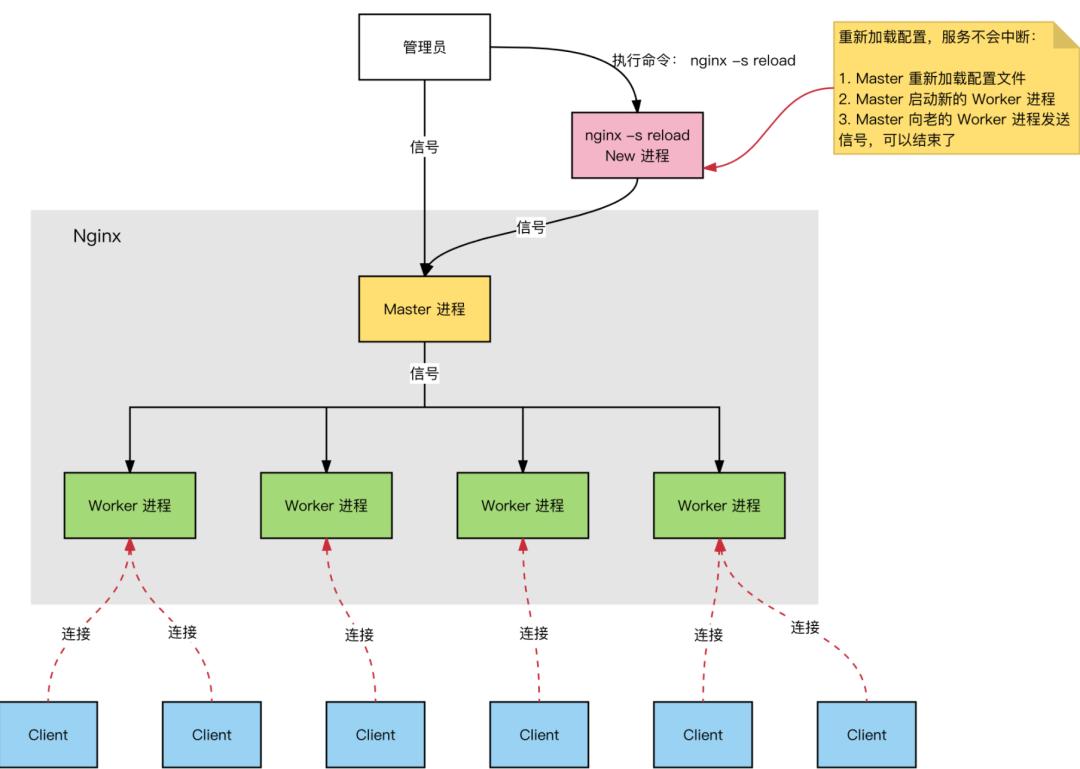 管理员
执行命令： nginx -s reload
重新加载配置，服务不会中断：
1. Master 重新加载配置文件
2. Master 启动新的 Worker 进程
3. Master 向老的 Worker 进程发送
信号，可以结束了
nginx -s reload
New 进程
信号
信号
Nginx
Master 进程
信号
Worker 进程
Worker 进程
Worker 进程
Worker 进程
连接
连接
连接
连接
连接
连接
Client
Client
Client
Client
Client
Client